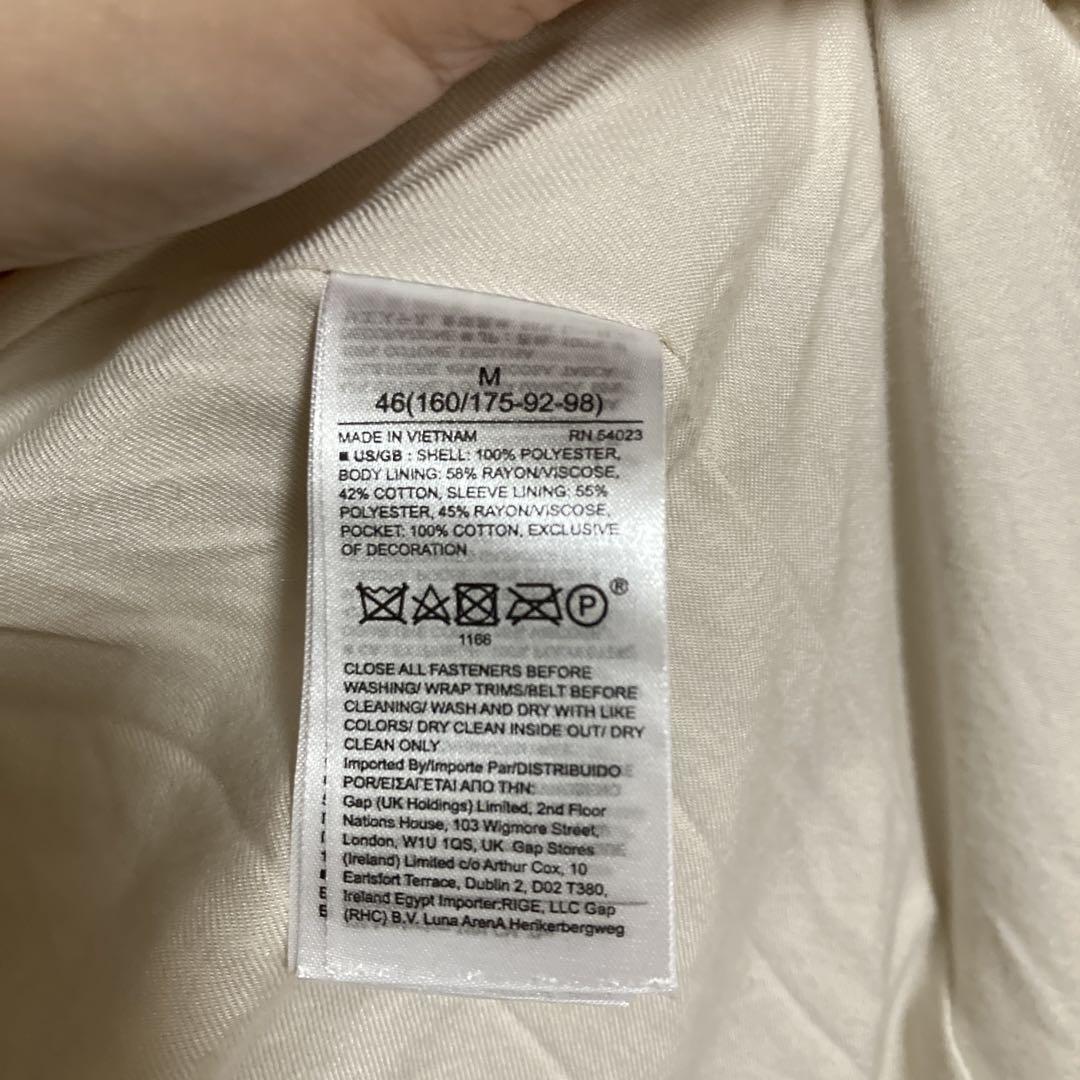 M
46(160/175-92-98)
MADE IN VIETNAM RN 54023
■ US/GB : SHELL: 100% POLYESTER,
BODY LINING: 58% RAYON/VISCOSE,
42% COTTON, SLEEVE LINING: 55%
POLYESTER, 45% RAYON/VISCOSE,
POCKET: 100% COTTON, EXCLUSIVE
OF DECORATION
P ®
1166
CLOSE ALL FASTENERS BEFORE
WASHING/ WRAP TRIMS/BELT BEFORE
CLEANING/ WASH AND DRY WITH LIKE
COLORS/ DRY CLEAN INSIDE OUT/ DRY
CLEAN ONLY
Imported By/Importe Par/DISTRIBUIDO
POR/ΕΙΣΑΓΕΤΑΙ ΑΠΟ ΤΗΝ:
Gap (UK Holdings) Limited, 2nd Floor
Nations House, 103 Wigmore Street,
London, W1U 1QS, UK Gap Stores
(Ireland) Limited c/o Arthur Cox, 10
Earlsfort Terrace, Dublin 2, D02 T380,
Ireland Egypt Importer:RIGE, LLC Gap
(RHC) B.V. Luna ArenA Herikerbergweg